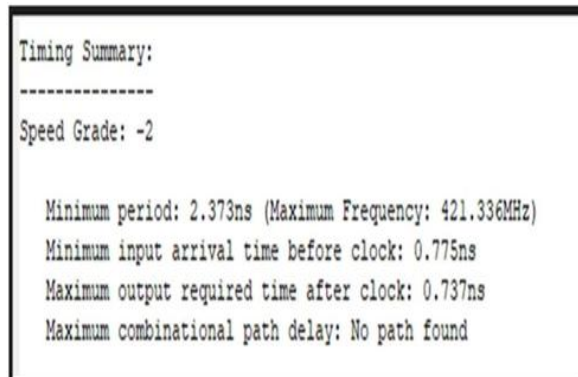 Timing Summary:
---------------
Speed Grade: -2
Minimum period: 2.373ns (Maximum Frequency: 421.336MHz)
Minimum input arrival time before clock: 0.775ns
Maximum output required time after clock: 0.737ns
Maximum combinational path delay: No path found